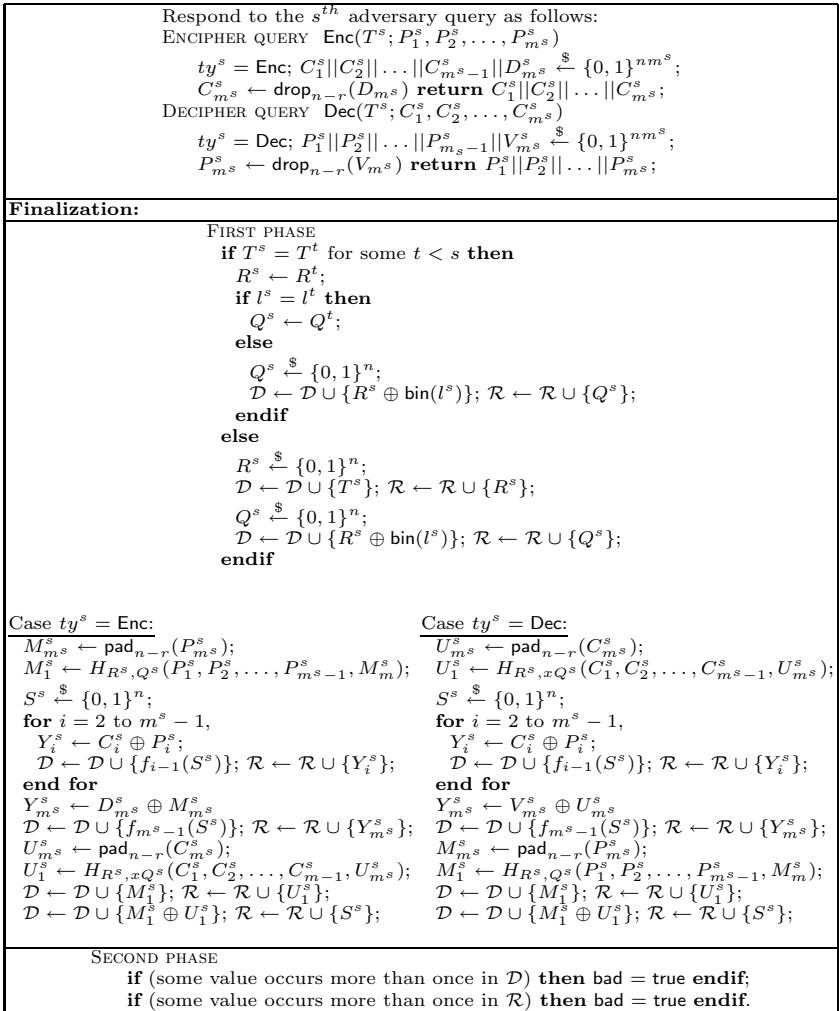 Respond to the s^{th} adversary query as follows:
ENCIPHER QUERY Enc(T^s; P_1^s, P_2^s, . . . , P_{m^s}^s)
ty^s = Enc; C_1^s||C_2^s|| . . . ||C_{m^s-1}^s||D_{m^s}^s ←$ {0, 1}^{nm^s};
C_{m^s}^s ← drop_{n-r}(D_{m^s}) return C_1^s||C_2^s|| . . . ||C_{m^s}^s;
DECIPHER QUERY Dec(T^s; C_1^s, C_2^s, . . . , C_{m^s}^s)
ty^s = Dec; P_1^s||P_2^s|| . . . ||P_{m_s-1}^s||V_{m^s}^s ←$ {0, 1}^{nm^s};
P_{m^s}^s ← drop_{n-r}(V_{m^s}) return P_1^s||P_2^s|| . . . ||P_{m^s}^s;
Finalization:
FIRST PHASE
if T^s = T^t for some t < s then
R^s ← R^t;
if l^s = l^t then
Q^s ← Q^t;
else
Q^s ←$ {0, 1}^n;
𝒟 ← 𝒟 ∪ {R^s ⊕ bin(l^s)}; ℛ ← ℛ ∪ {Q^s};
endif
else
R^s ←$ {0, 1}^n;
𝒟 ← 𝒟 ∪ {T^s}; ℛ ← ℛ ∪ {R^s};
Q^s ←$ {0, 1}^n;
𝒟 ← 𝒟 ∪ {R^s ⊕ bin(l^s)}; ℛ ← ℛ ∪ {Q^s};
endif
Case ty^s = Enc:
M_{m^s}^s ← pad_{n-r}(P_{m^s}^s);
M_1^s ← H_{R^s,Q^s}(P_1^s, P_2^s, . . . , P_{m^s-1}^s, M_m^s);
S^s ←$ {0, 1}^n;
for i = 2 to m^s − 1,
Y_i^s ← C_i^s ⊕ P_i^s;
𝒟 ← 𝒟 ∪ {f_{i-1}(S^s)}; ℛ ← ℛ ∪ {Y_i^s};
end for
Y_{m^s}^s ← D_{m^s}^s ⊕ M_{m^s}^s
𝒟 ← 𝒟 ∪ {f_{m^s-1}(S^s)}; ℛ ← ℛ ∪ {Y_{m^s}^s};
U_{m^s}^s ← pad_{n-r}(C_{m^s}^s);
U_1^s ← H_{R^s,xQ^s}(C_1^s, C_2^s, . . . , C_{m-1}^s, U_{m^s}^s);
𝒟 ← 𝒟 ∪ {M_1^s}; ℛ ← ℛ ∪ {U_1^s};
𝒟 ← 𝒟 ∪ {M_1^s ⊕ U_1^s}; ℛ ← ℛ ∪ {S^s};
Case ty^s = Dec:
U_{m^s}^s ← pad_{n-r}(C_{m^s}^s);
U_1^s ← H_{R^s,xQ^s}(C_1^s, C_2^s, . . . , C_{m^s-1}^s, U_{m^s}^s);
S^s ←$ {0, 1}^n;
for i = 2 to m^s − 1,
Y_i^s ← C_i^s ⊕ P_i^s;
𝒟 ← 𝒟 ∪ {f_{i-1}(S^s)}; ℛ ← ℛ ∪ {Y_i^s};
end for
Y_{m^s}^s ← V_{m^s}^s ⊕ U_{m^s}^s
𝒟 ← 𝒟 ∪ {f_{m^s-1}(S^s)}; ℛ ← ℛ ∪ {Y_{m^s}^s};
M_{m^s}^s ← pad_{n-r}(P_{m^s}^s);
M_1^s ← H_{R^s,Q^s}(P_1^s, P_2^s, . . . , P_{m^s-1}^s, M_m^s);
𝒟 ← 𝒟 ∪ {M_1^s}; ℛ ← ℛ ∪ {U_1^s};
𝒟 ← 𝒟 ∪ {M_1^s ⊕ U_1^s}; ℛ ← ℛ ∪ {S^s};
SECOND PHASE
if (some value occurs more than once in 𝒟) then bad = true endif;
if (some value occurs more than once in ℛ) then bad = true endif.